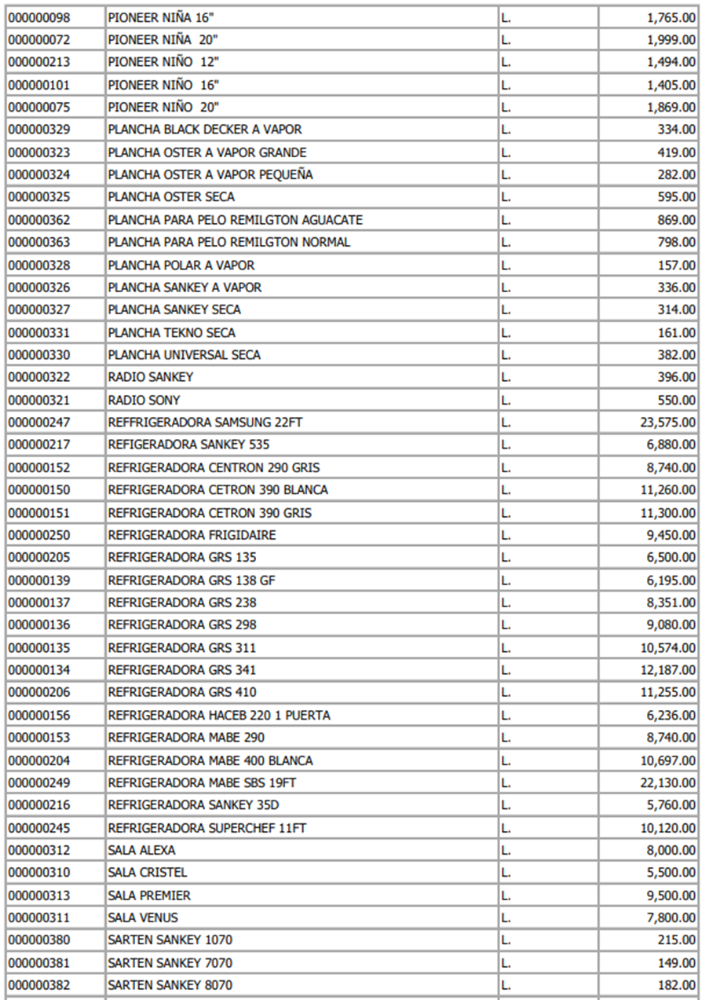 000000098 PIONEER NIÑA 16" L. 1,765.00
000000072 PIONEER NIÑA 20" L. 1,999.00
000000213 PIONEER NIÑO 12" L. 1,494.00
000000101 PIONEER NIÑO 16" L. 1,405.00
000000075 PIONEER NIÑO 20" L. 1,869.00
000000329 PLANCHA BLACK DECKER A VAPOR L. 334.00
000000323 PLANCHA OSTER A VAPOR GRANDE L. 419.00
000000324 PLANCHA OSTER A VAPOR PEQUEÑA L. 282.00
000000325 PLANCHA OSTER SECA L. 595.00
000000362 PLANCHA PARA PELO REMILGTON AGUACATE L. 869.00
000000363 PLANCHA PARA PELO REMILGTON NORMAL L. 798.00
000000328 PLANCHA POLAR A VAPOR L. 157.00
000000326 PLANCHA SANKEY A VAPOR L. 336.00
000000327 PLANCHA SANKEY SECA L. 314.00
000000331 PLANCHA TEKNO SECA L. 161.00
000000330 PLANCHA UNIVERSAL SECA L. 382.00
000000322 RADIO SANKEY L. 396.00
000000321 RADIO SONY L. 550.00
000000247 REFFRIGERADORA SAMSUNG 22FT L. 23,575.00
000000217 REFIGERADORA SANKEY 535 L. 6,880.00
000000152 REFRIGERADORA CENTRON 290 GRIS L. 8,740.00
000000150 REFRIGERADORA CETRON 390 BLANCA L. 11,260.00
000000151 REFRIGERADORA CETRON 390 GRIS L. 11,300.00
000000250 REFRIGERADORA FRIGIDAIRE L. 9,450.00
000000205 REFRIGERADORA GRS 135 L. 6,500.00
000000139 REFRIGERADORA GRS 138 GF L. 6,195.00
000000137 REFRIGERADORA GRS 238 L. 8,351.00
000000136 REFRIGERADORA GRS 298 L. 9,080.00
000000135 REFRIGERADORA GRS 311 L. 10,574.00
000000134 REFRIGERADORA GRS 341 L. 12,187.00
000000206 REFRIGERADORA GRS 410 L. 11,255.00
000000156 REFRIGERADORA HACEB 220 1 PUERTA L. 6,236.00
000000153 REFRIGERADORA MABE 290 L. 8,740.00
000000204 REFRIGERADORA MABE 400 BLANCA L. 10,697.00
000000249 REFRIGERADORA MABE SBS 19FT L. 22,130.00
000000216 REFRIGERADORA SANKEY 35D L. 5,760.00
000000245 REFRIGERADORA SUPERCHEF 11FT L. 10,120.00
000000312 SALA ALEXA L. 8,000.00
000000310 SALA CRISTEL L. 5,500.00
000000313 SALA PREMIER L. 9,500.00
000000311 SALA VENUS L. 7,800.00
000000380 SARTEN SANKEY 1070 L. 215.00
000000381 SARTEN SANKEY 7070 L. 149.00
000000382 SARTEN SANKEY 8070 L. 182.00